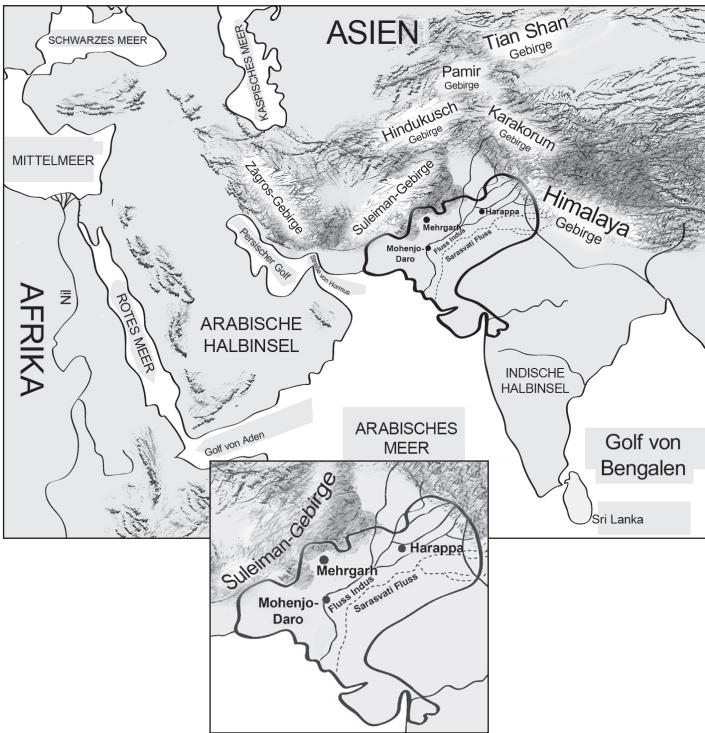 ASIEN
SCHWARZES MEER
KASPISCHES MEER
Tian Shan
Gebirge
Pamir
Gebirge
Hindukusch
Gebirge
Karakorum
Gebirge
MITTELMEER
Zagros-Gebirge
Suleiman-Gebirge
Himalaya
Gebirge
Harappa
Mehrgarh
Mohenjo-
Daro
Fluss Indus
Sarasvati Fluss
Persischer Golf
Straße von Hormus
AFRIKA
Nil
ROTES MEER
ARABISCHE
HALBINSEL
INDISCHE
HALBINSEL
Golf von Aden
ARABISCHES
MEER
Golf von
Bengalen
Sri Lanka
Suleiman-Gebirge
Harappa
Mehrgarh
Mohenjo-
Daro
Fluss Indus
Sarasvati Fluss